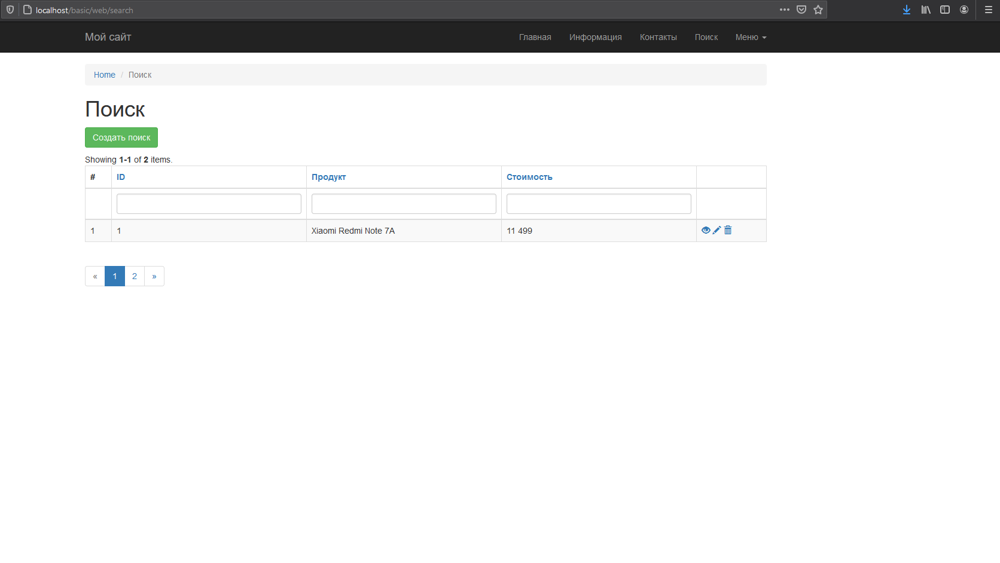 localhost/basic/web/search
Мой сайт
Главная Информация Контакты Поиск Меню
Home / Поиск
Поиск
Создать поиск
Showing 1-1 of 2 items.
# ID Продукт Стоимость
1 1 Xiaomi Redmi Note 7A 11 499
« 1 2 »